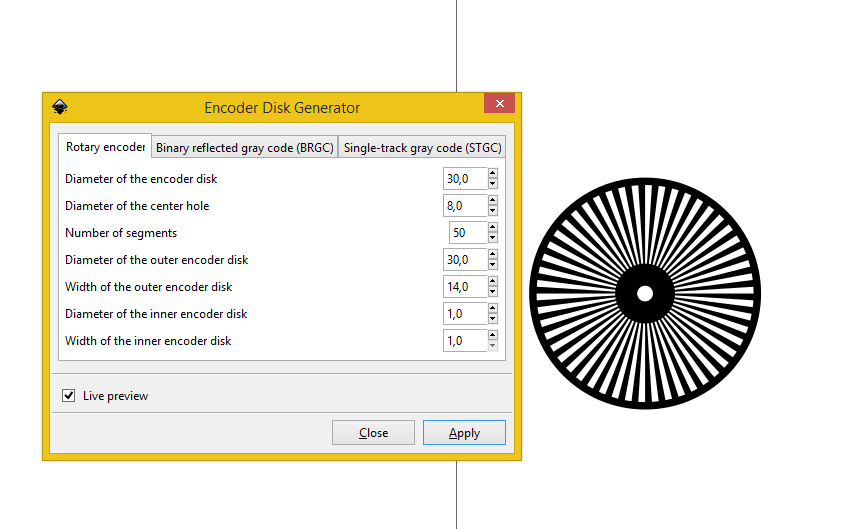 Encoder Disk Generator
Rotary encoder Binary reflected gray code (BRGC) Single-track gray code (STGC)
Diameter of the encoder disk 30,0
Diameter of the center hole 8,0
Number of segments 50
Diameter of the outer encoder disk 30,0
Width of the outer encoder disk 14,0
Diameter of the inner encoder disk 1,0
Width of the inner encoder disk 1,0
Live preview
Close Apply